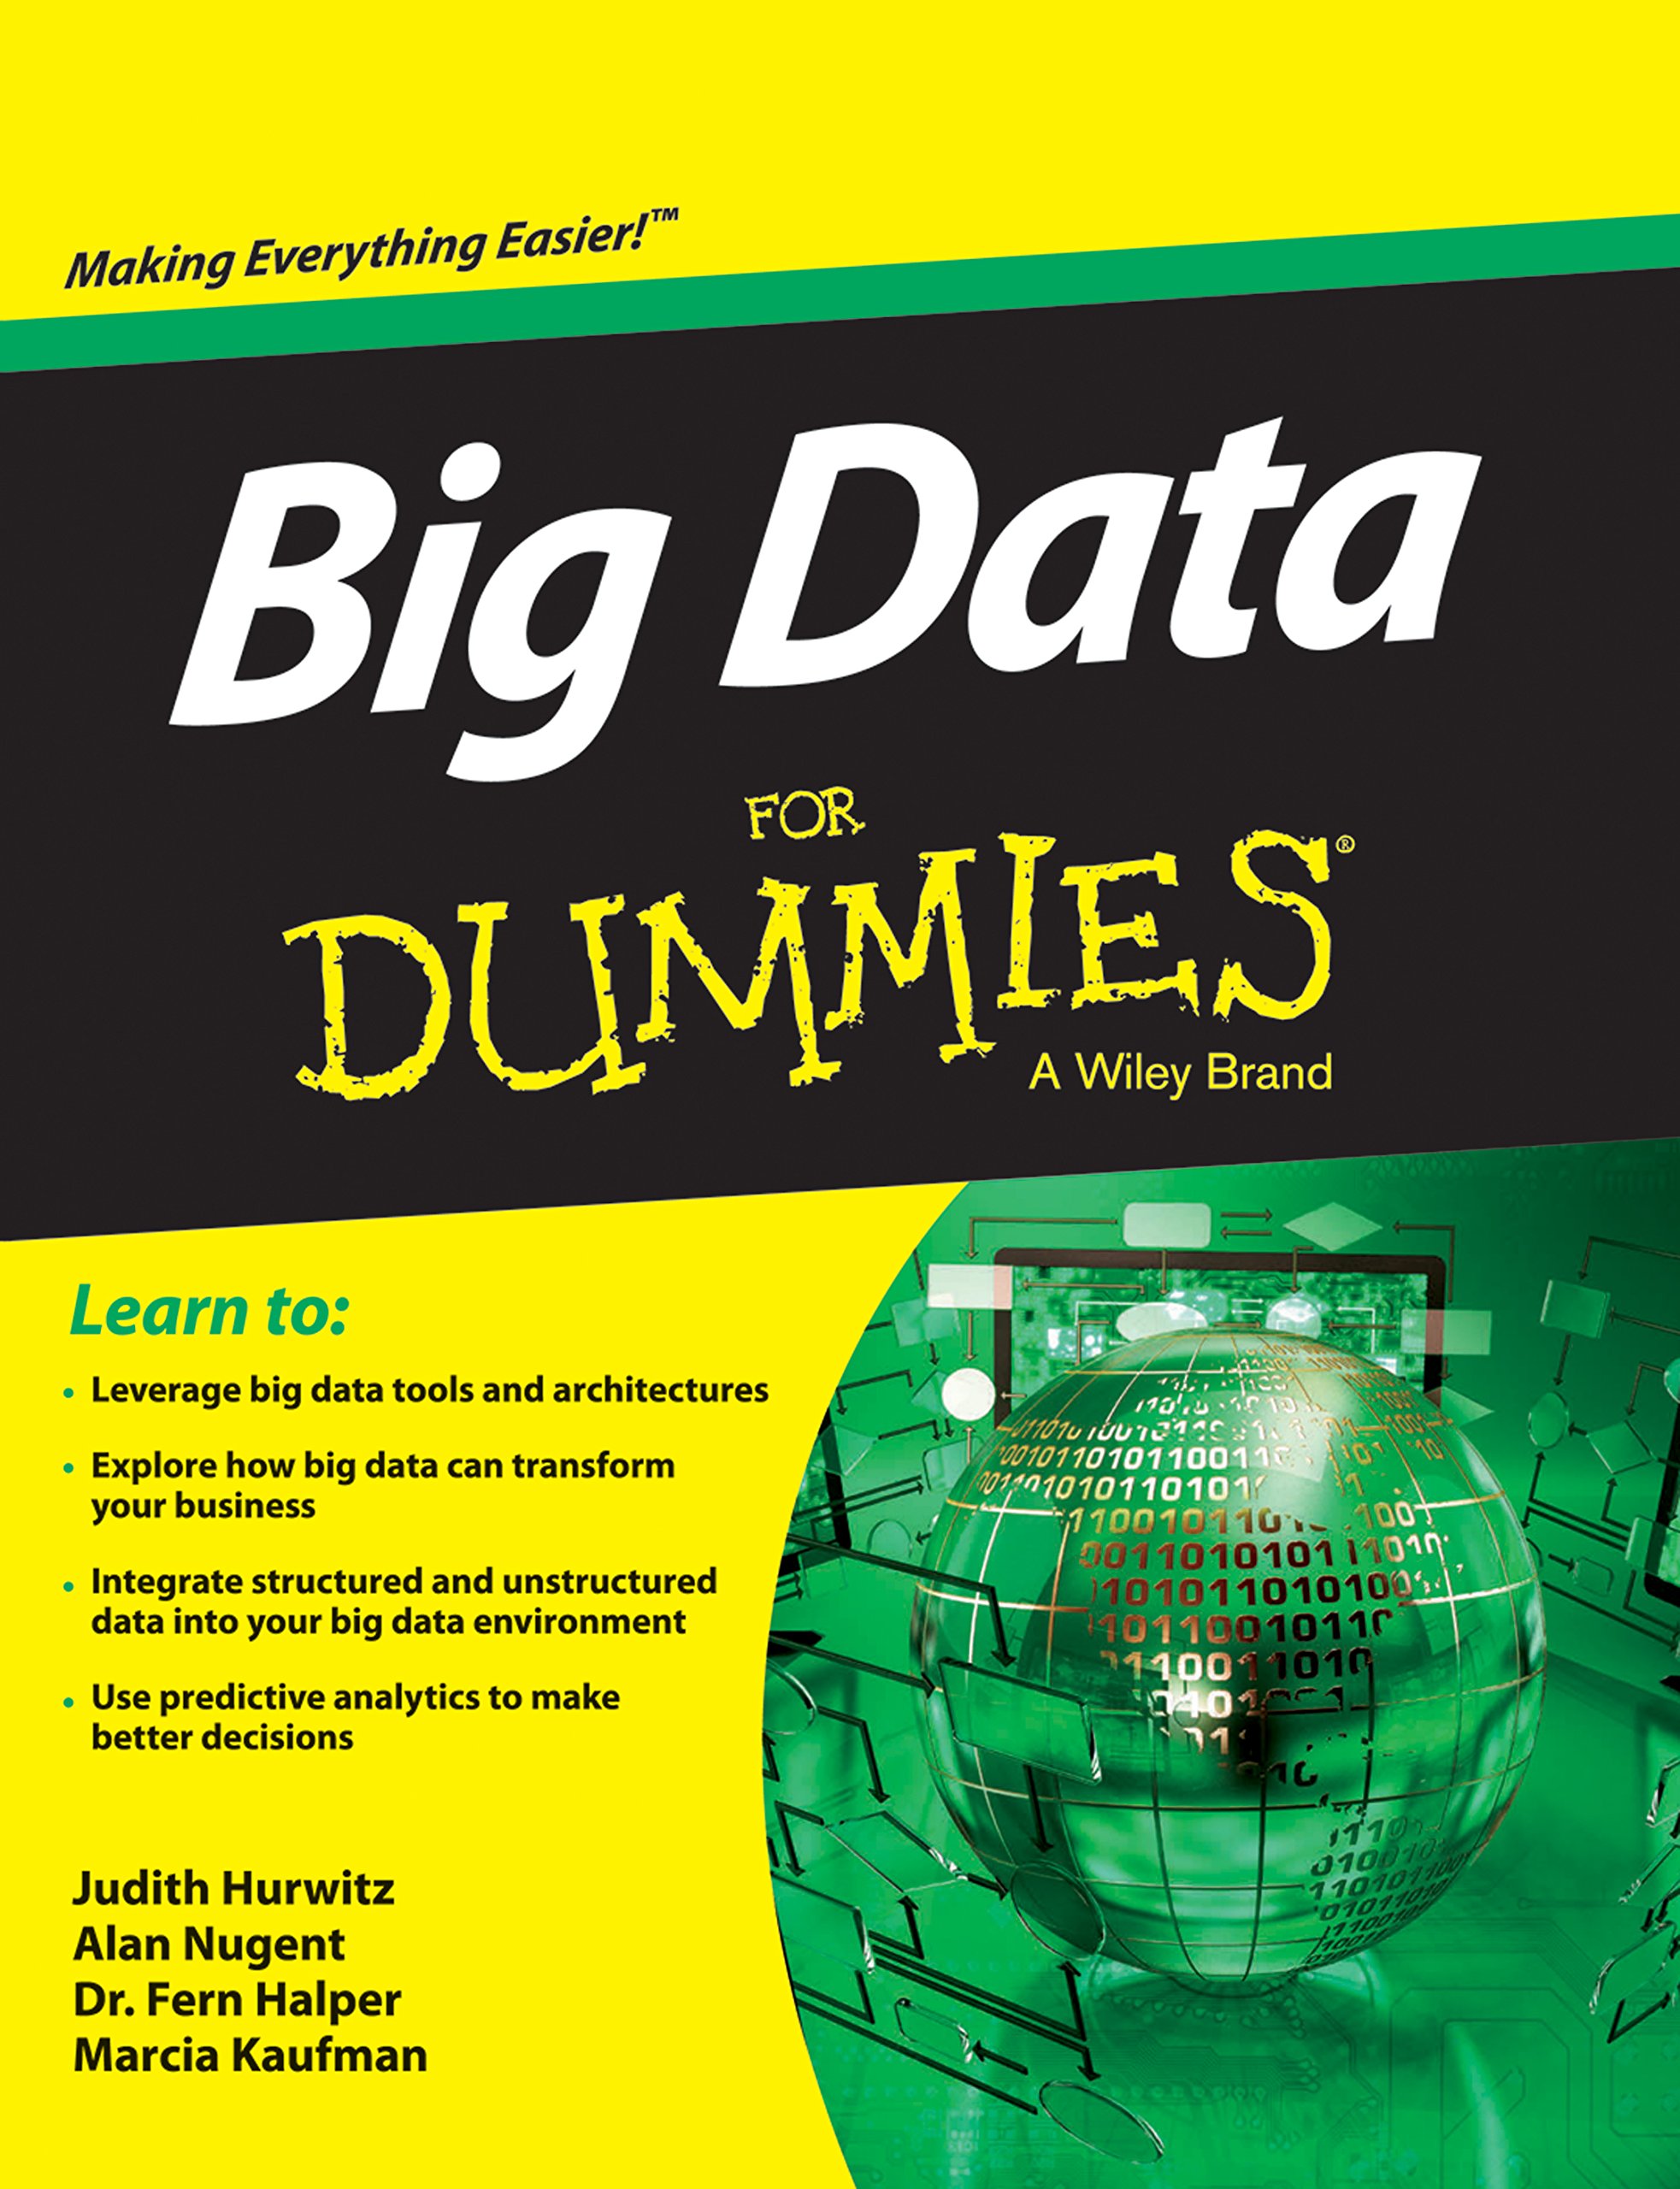 Making Everything Easier!™
Big Data
FOR
DUMMIES®
A Wiley Brand
Learn to:
• Leverage big data tools and architectures
• Explore how big data can transform
your business
• Integrate structured and unstructured
data into your big data environment
• Use predictive analytics to make
better decisions
Judith Hurwitz
Alan Nugent
Dr. Fern Halper
Marcia Kaufman